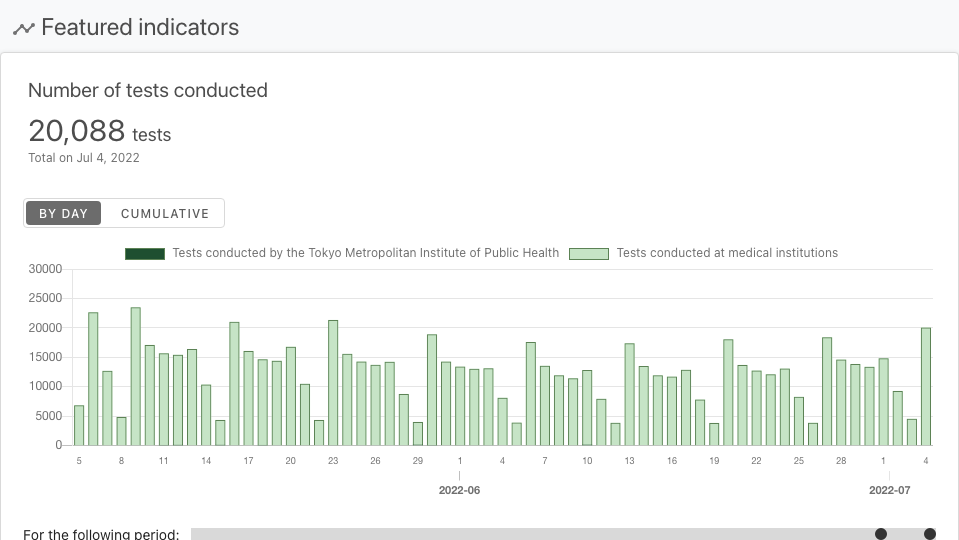 Featured indicators
Number of tests conducted
20,088 tests
Total on Jul 4, 2022
BY DAY CUMULATIVE
Tests conducted by the Tokyo Metropolitan Institute of Public Health Tests conducted at medical institutions
30000
25000
20000
15000
10000
5000
0
5 8 11 14 17 20 23 26 29 1 4 7 10 13 16 19 22 25 28 1 4
2022-06 2022-07
For the following period: